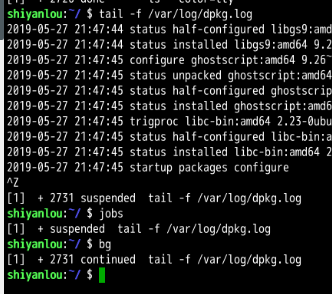 [1] + 2726 done ls --color=tty
shiyanlou:~/ $ tail -f /var/log/dpkg.log
2019-05-27 21:47:44 status half-configured libgs9:amd
2019-05-27 21:47:44 status installed libgs9:amd64 9.2
2019-05-27 21:47:45 configure ghostscript:amd64 9.26~
2019-05-27 21:47:45 status unpacked ghostscript:amd64
2019-05-27 21:47:45 status half-configured ghostscrip
2019-05-27 21:47:45 status installed ghostscript:amd6
2019-05-27 21:47:45 trigproc libc-bin:amd64 2.23-0ubu
2019-05-27 21:47:45 status half-configured libc-bin:a
2019-05-27 21:47:45 status installed libc-bin:amd64 2
2019-05-27 21:47:45 startup packages configure
^Z
[1] + 2731 suspended tail -f /var/log/dpkg.log
shiyanlou:~/ $ jobs
[1] + suspended tail -f /var/log/dpkg.log
shiyanlou:~/ $ bg
[1] + 2731 continued tail -f /var/log/dpkg.log
shiyanlou:~/ $